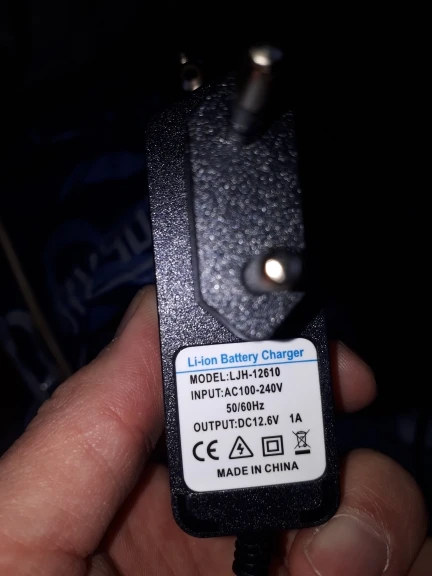 Li-ion Battery Charger
MODEL:LJH-12610
INPUT:AC100-240V
50/60Hz
OUTPUT:DC12.6V 1A
CE
MADE IN CHINA